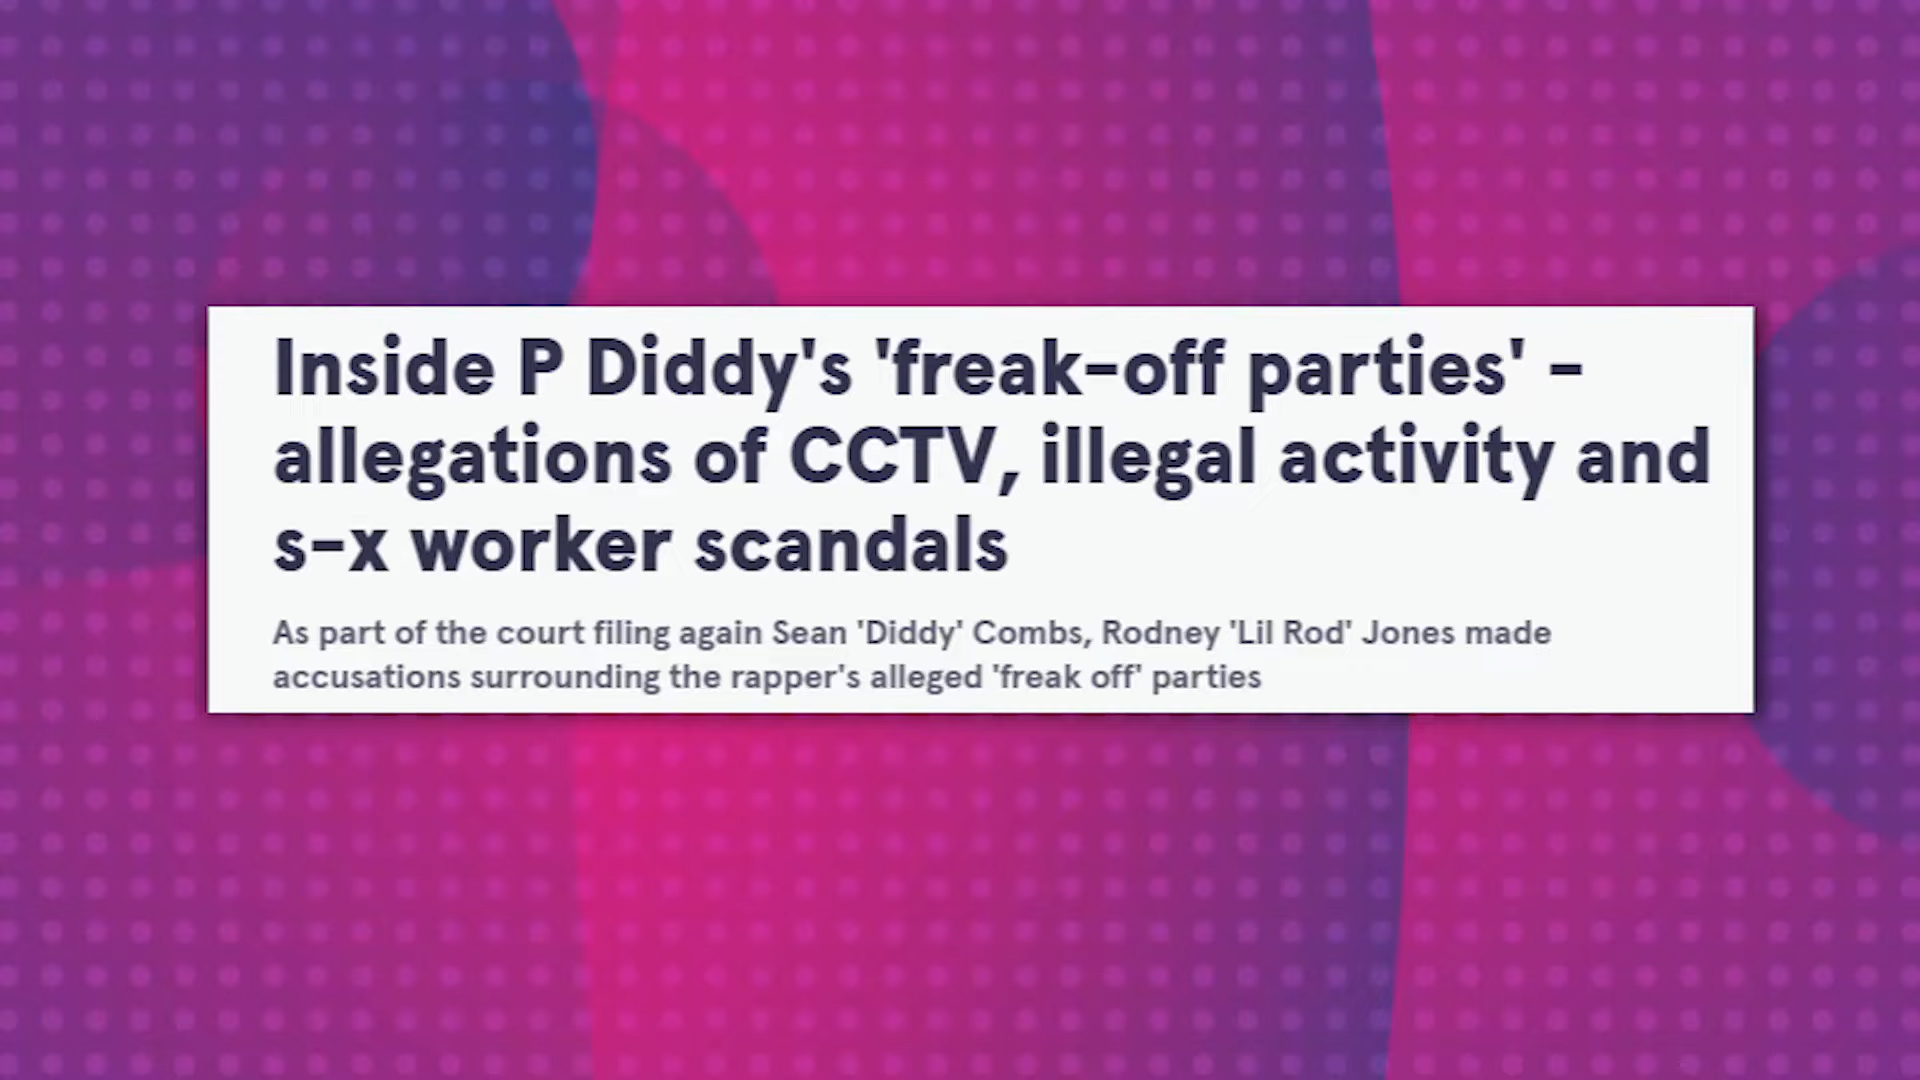 Inside P Diddy's 'freak-off parties' -
allegations of CCTV, illegal activity and
s-x worker scandals
As part of the court filing again Sean 'Diddy' Combs, Rodney 'Lil Rod' Jones made
accusations surrounding the rapper's alleged 'freak off' parties